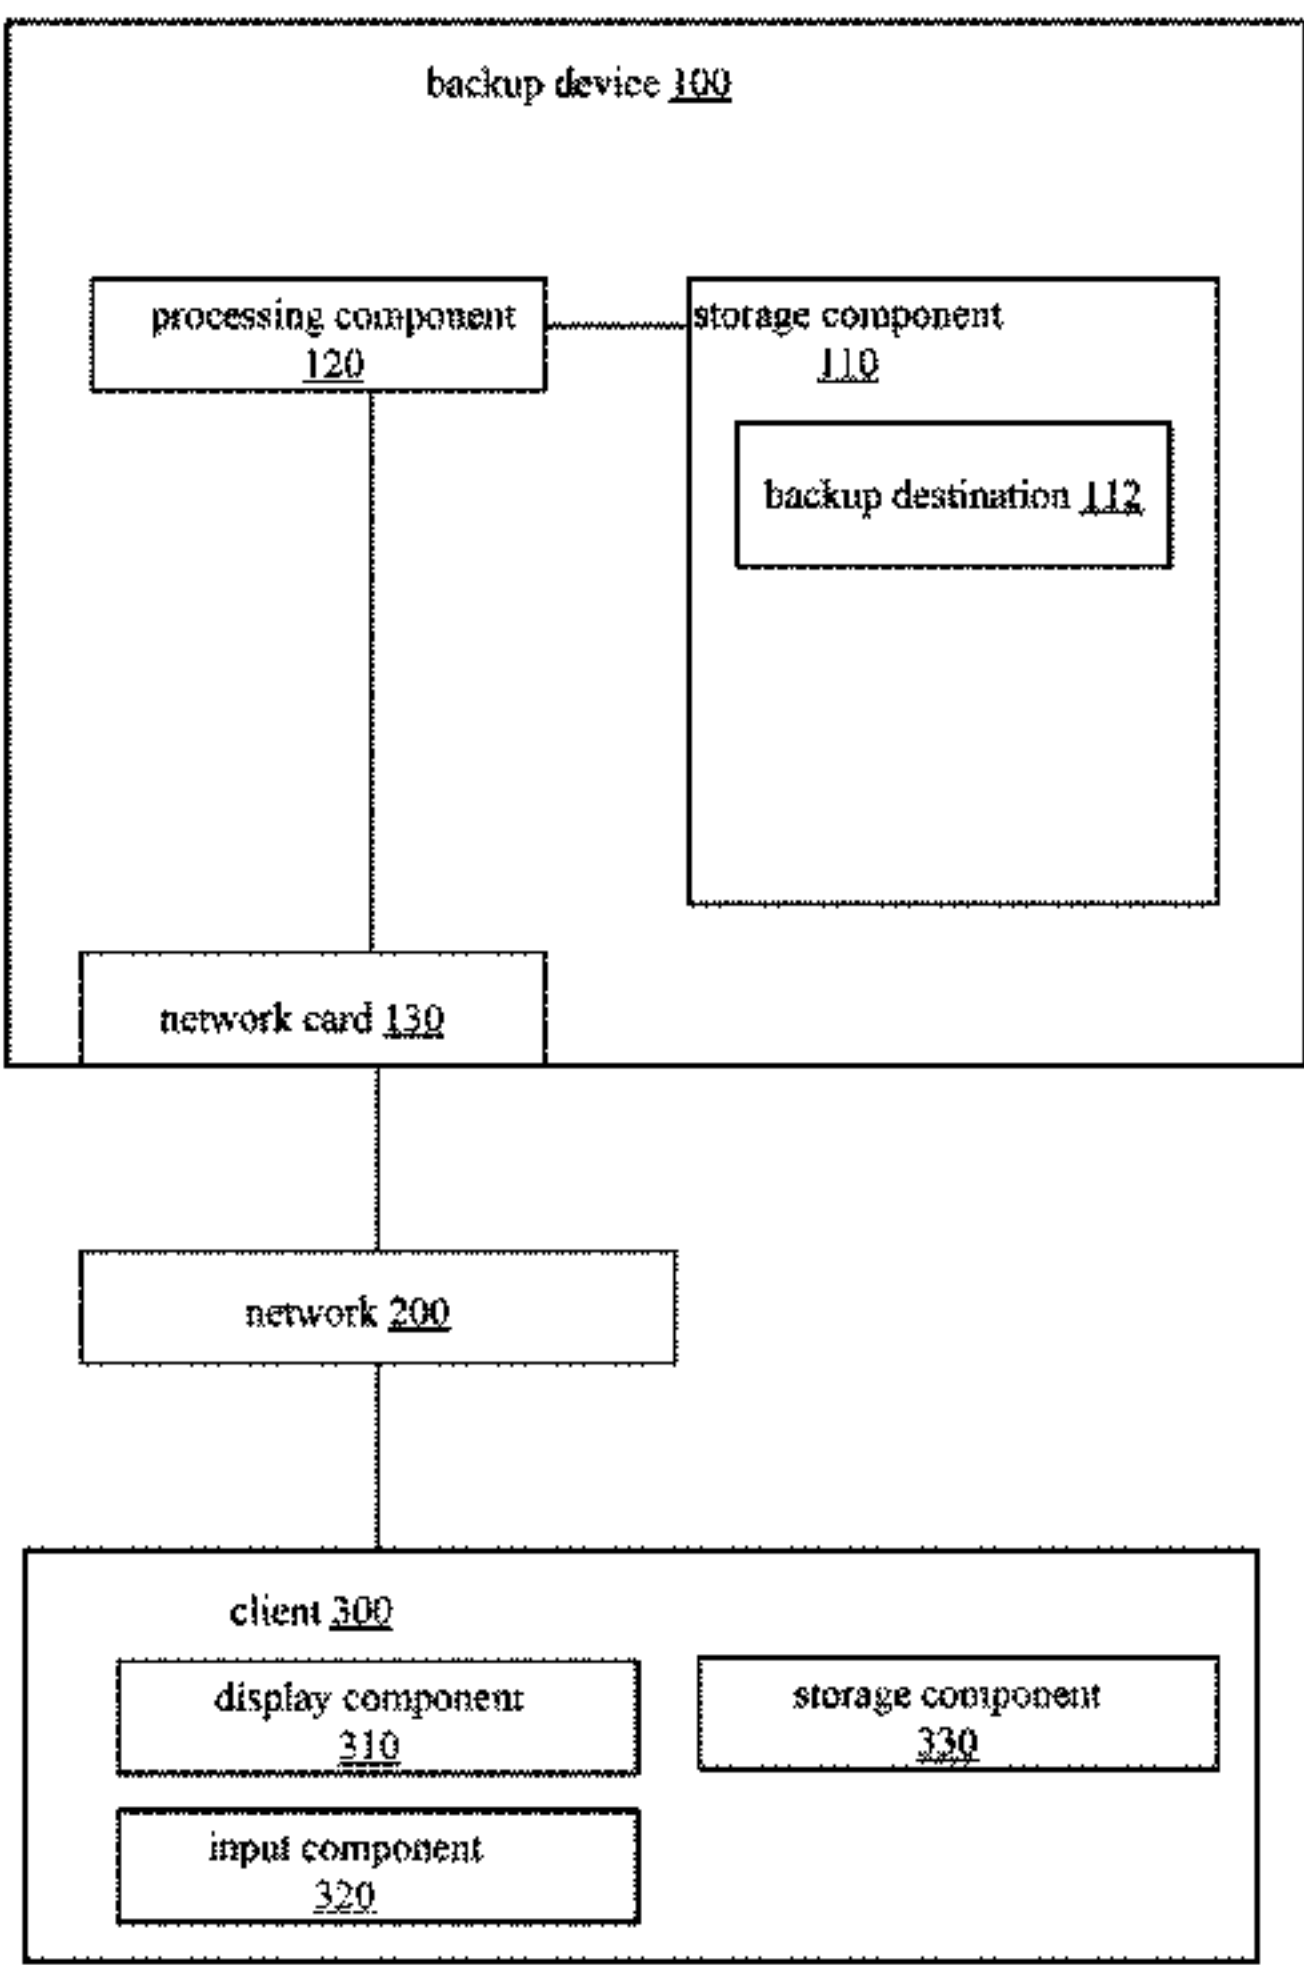 backup device 100
processing component
120
storage component
110
backup destination 112
network card 130
network 200
client 300
display component
310
storage component
330
input component
320